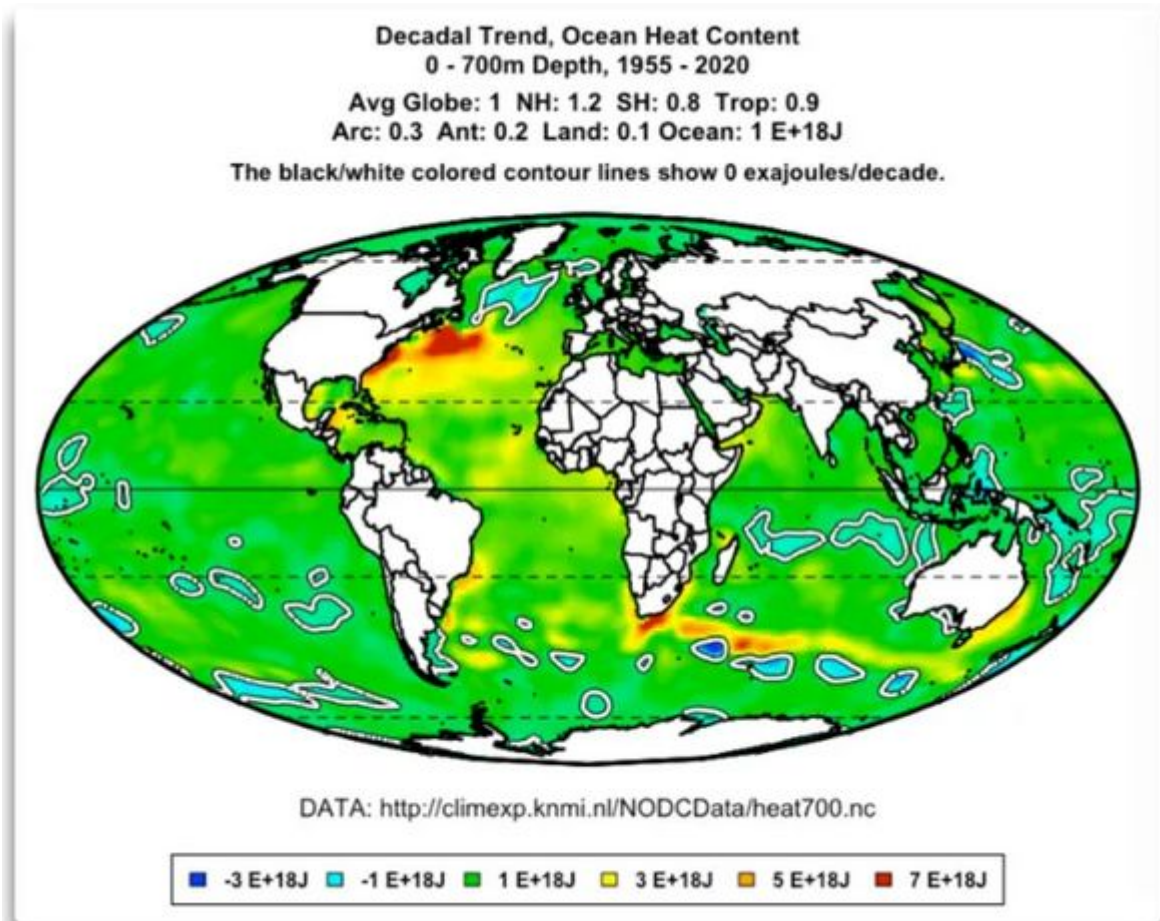 Decadal Trend, Ocean Heat Content
0 - 700m Depth, 1955 - 2020
Avg Globe: 1 NH: 1.2 SH: 0.8 Trop: 0.9
Arc: 0.3 Ant: 0.2 Land: 0.1 Ocean: 1 E+18J
The black/white colored contour lines show 0 exajoules/decade.
DATA: http://climexp.knmi.nl/NODCData/heat700.nc
-3 E+18J -1 E+18J 1 E+18J 3 E+18J 5 E+18J 7 E+18J